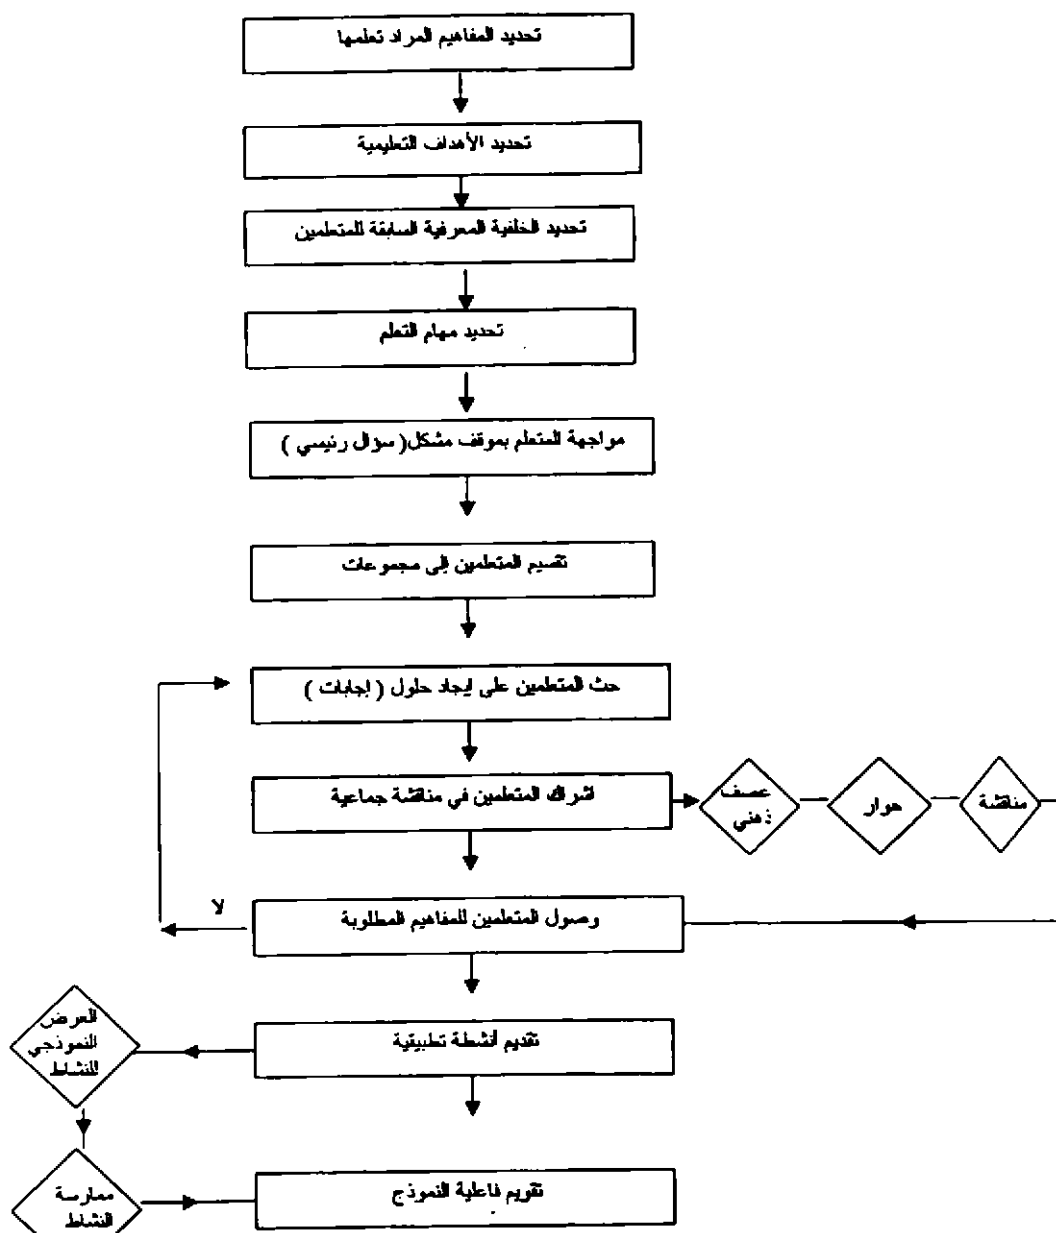 تحديد المفاهيم المراد تعلمها
تحديد الأهداف التعليمية
تحديد الخلفية المعرفية السابقة للمتعلمين
تحديد مهام التعلم
مواجهة المتعلم بموقف مشكل ( سؤال رئيسي )
تقسيم المتعلمين إلى مجموعات
حث المتعلمين على ايجاد حلول ( إجابات )
اشراك المتعلمين في مناقشة جماعية
عصف
ذهني
حوار
مناقشة
وصول المتعلمين للمفاهيم المطلوبة
لا
تقديم أنشطة تطبيقية
العرض
النموذجي
للنشاط
تقويم فاعلية النموذج
ممارسة
النشاط